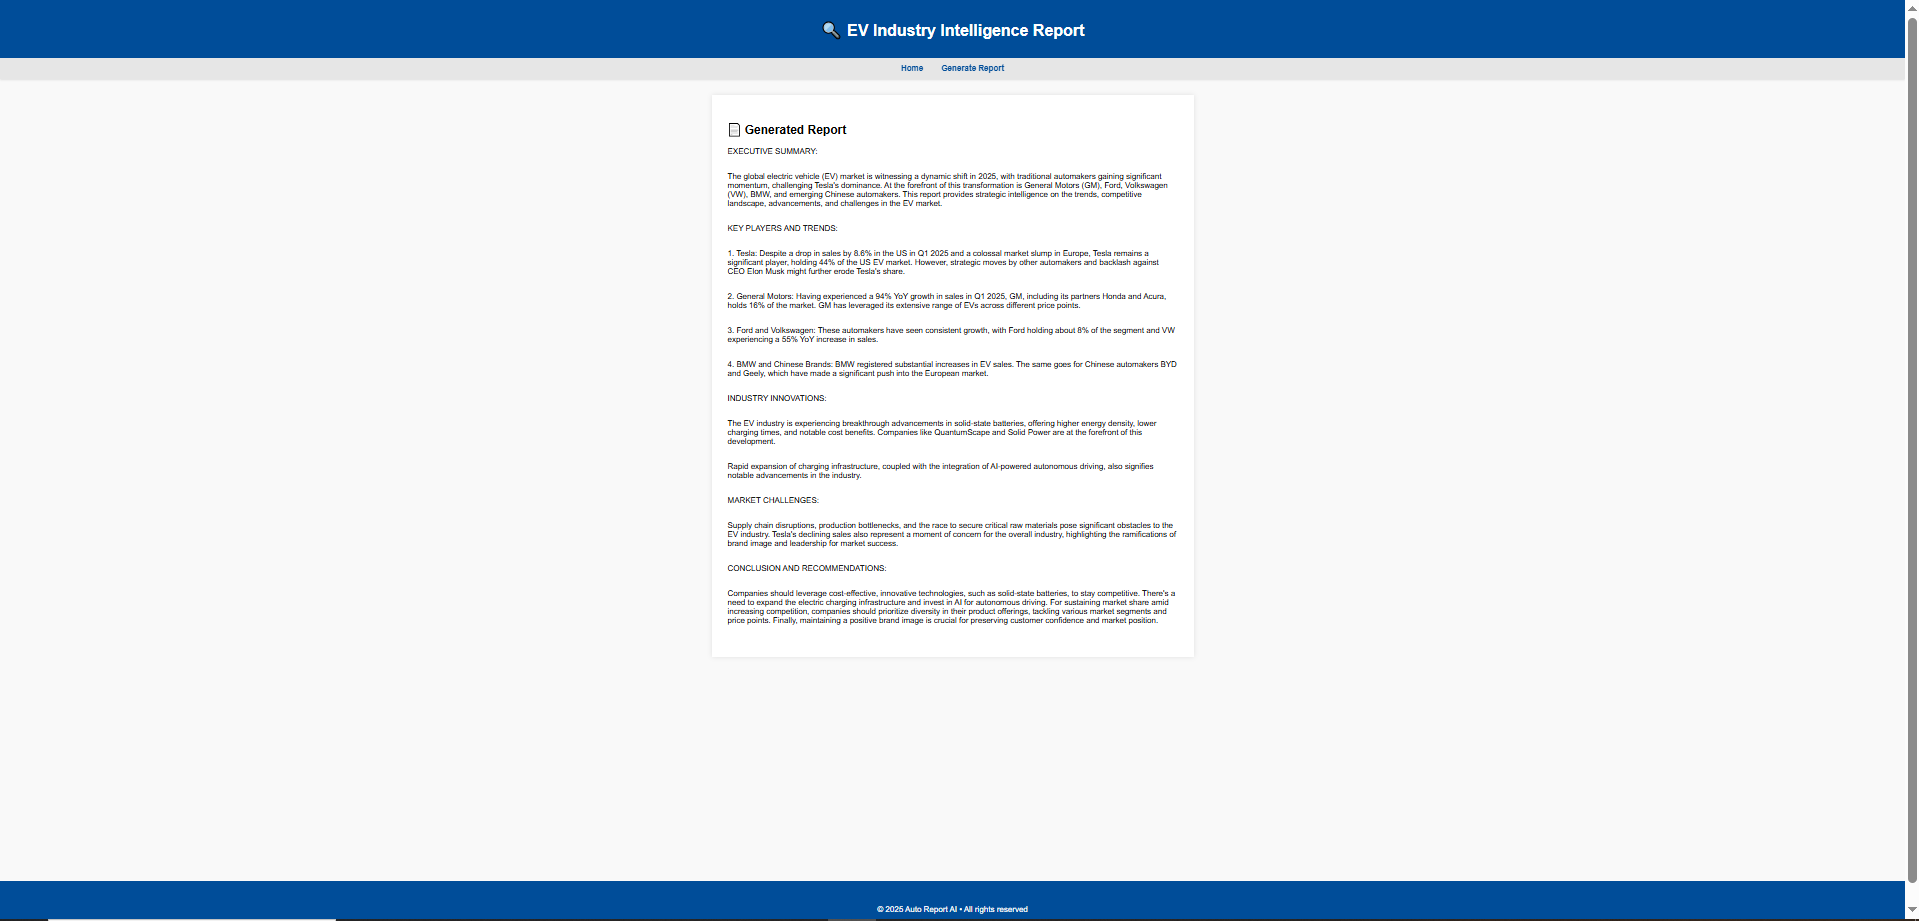 EV Industry Intelligence Report
Home Generate Report
Generated Report
EXECUTIVE SUMMARY:
The global electric vehicle (EV) market is witnessing a dynamic shift in 2025, with traditional automakers gaining significant
momentum, challenging Tesla's dominance. At the forefront of this transformation is General Motors (GM), Ford, Volkswagen
(VW), BMW, and emerging Chinese automakers. This report provides strategic intelligence on the trends, competitive
landscape, advancements, and challenges in the EV market.
KEY PLAYERS AND TRENDS:
1. Tesla: Despite a drop in sales by 8.6% in the US in Q1 2025 and a colossal market slump in Europe, Tesla remains a
significant player, holding 44% of the US EV market. However, strategic moves by other automakers and backlash against
CEO Elon Musk might further erode Tesla's share.
2. General Motors: Having experienced a 94% YoY growth in sales in Q1 2025, GM, including its partners Honda and Acura,
holds 16% of the market. GM has leveraged its extensive range of EVs across different price points.
3. Ford and Volkswagen: These automakers have seen consistent growth, with Ford holding about 8% of the segment and VW
experiencing a 55% YoY increase in sales.
4. BMW and Chinese Brands: BMW registered substantial increases in EV sales. The same goes for Chinese automakers BYD
and Geely, which have made a significant push into the European market.
INDUSTRY INNOVATIONS:
The EV industry is experiencing breakthrough advancements in solid-state batteries, offering higher energy density, lower
charging times, and notable cost benefits. Companies like QuantumScape and Solid Power are at the forefront of this
development.
Rapid expansion of charging infrastructure, coupled with the integration of AI-powered autonomous driving, also signifies
notable advancements in the industry.
MARKET CHALLENGES:
Supply chain disruptions, production bottlenecks, and the race to secure critical raw materials pose significant obstacles to the
EV industry. Tesla's declining sales also represent a moment of concern for the overall industry, highlighting the ramifications of
brand image and leadership for market success.
CONCLUSION AND RECOMMENDATIONS:
Companies should leverage cost-effective, innovative technologies, such as solid-state batteries, to stay competitive. There's a
need to expand the electric charging infrastructure and invest in AI for autonomous driving. For sustaining market share amid
increasing competition, companies should prioritize diversity in their product offerings, tackling various market segments and
price points. Finally, maintaining a positive brand image is crucial for preserving customer confidence and market position.
© 2025 Auto Report AI • All rights reserved